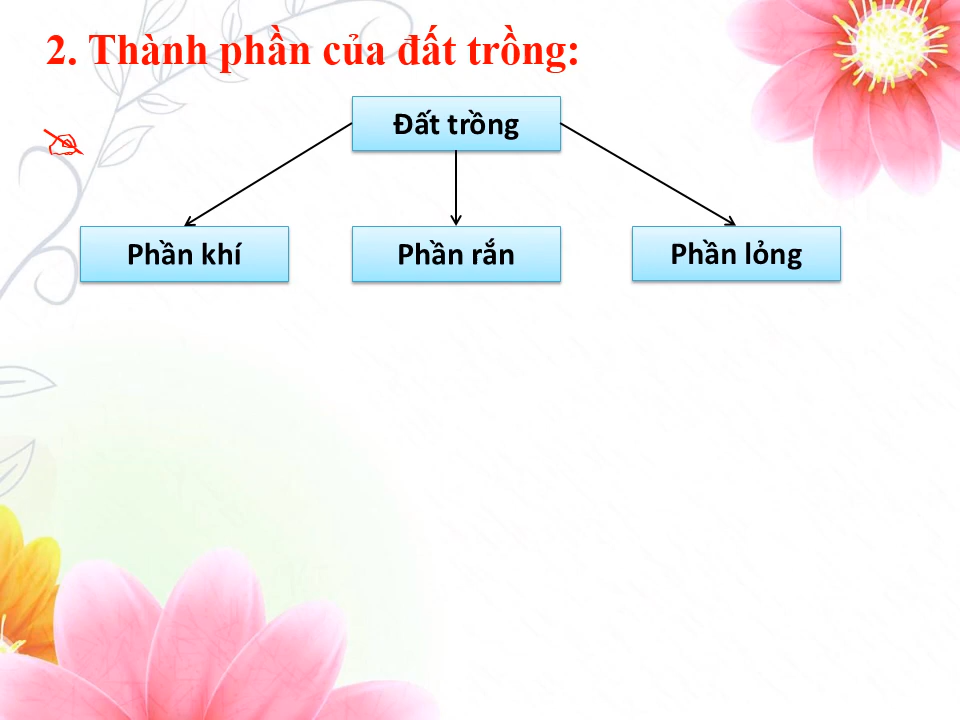 2. Thành phần của đất trồng:
Đất trồng
Phần khí
Phần rắn
Phần lỏng